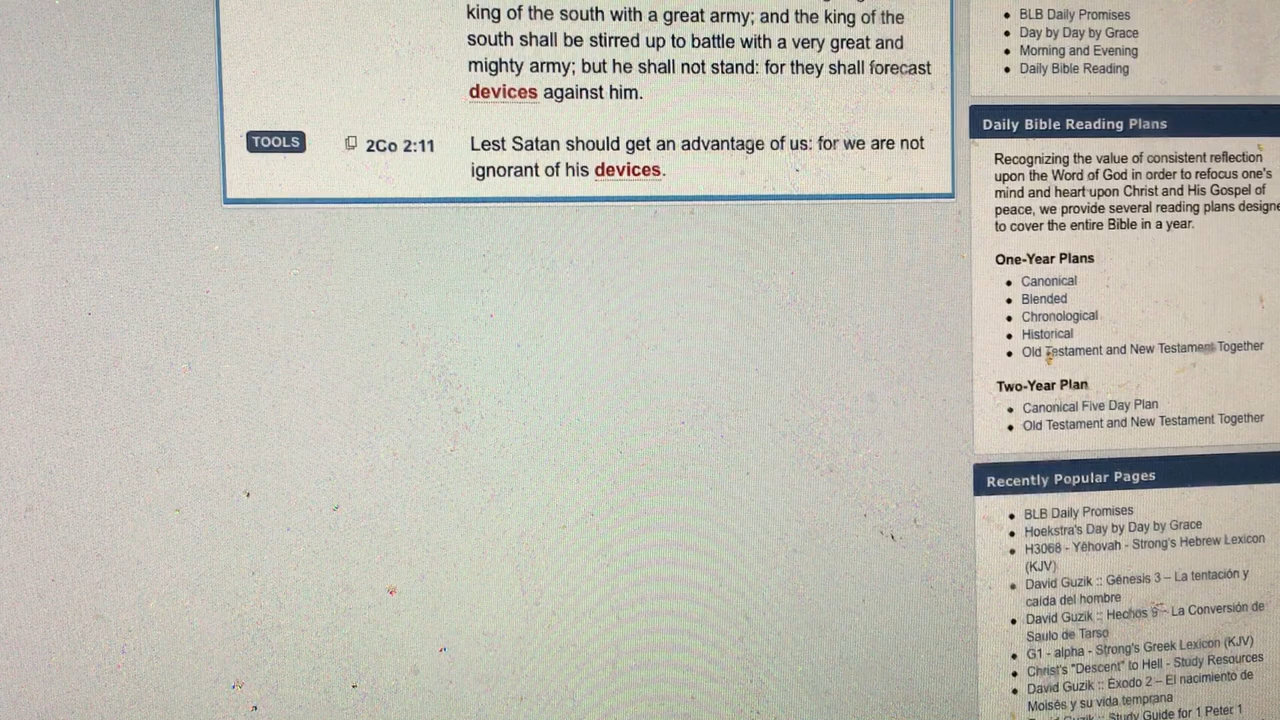 king of the south with a great army; and the king of the
south shall be stirred up to battle with a very great and
mighty army; but he shall not stand: for they shall forecast
devices against him.
TOOLS
2Co 2:11
Lest Satan should get an advantage of us: for we are not
ignorant of his devices.
BLB Daily Promises
Day by Day by Grace
Morning and Evening
Daily Bible Reading
Daily Bible Reading Plans
Recognizing the value of consistent reflection
upon the Word of God in order to refocus one's
mind and heart upon Christ and His Gospel of
peace, we provide several reading plans designe
to cover the entire Bible in a year.
One-Year Plans
Canonical
Blended
Chronological
Historical
Old Testament and New Testament Together
Two-Year Plan
Canonical Five Day Plan
Old Testament and New Testament Together
Recently Popular Pages
BLB Daily Promises
Hoekstra's Day by Day by Grace
H3068 - Yĕhovah - Strong's Hebrew Lexicon
(KJV)
David Guzik :: Génesis 3 – La tentación y
caída del hombre
David Guzik :: Hechos 9 – La Conversión de
Saulo de Tarso
G1 - alpha - Strong's Greek Lexicon (KJV)
Christ's "Descent" to Hell - Study Resources
David Guzik :: Éxodo 2 – El nacimiento de
Moisés y su vida temprana
David Guzik :: Study Guide for 1 Peter 1